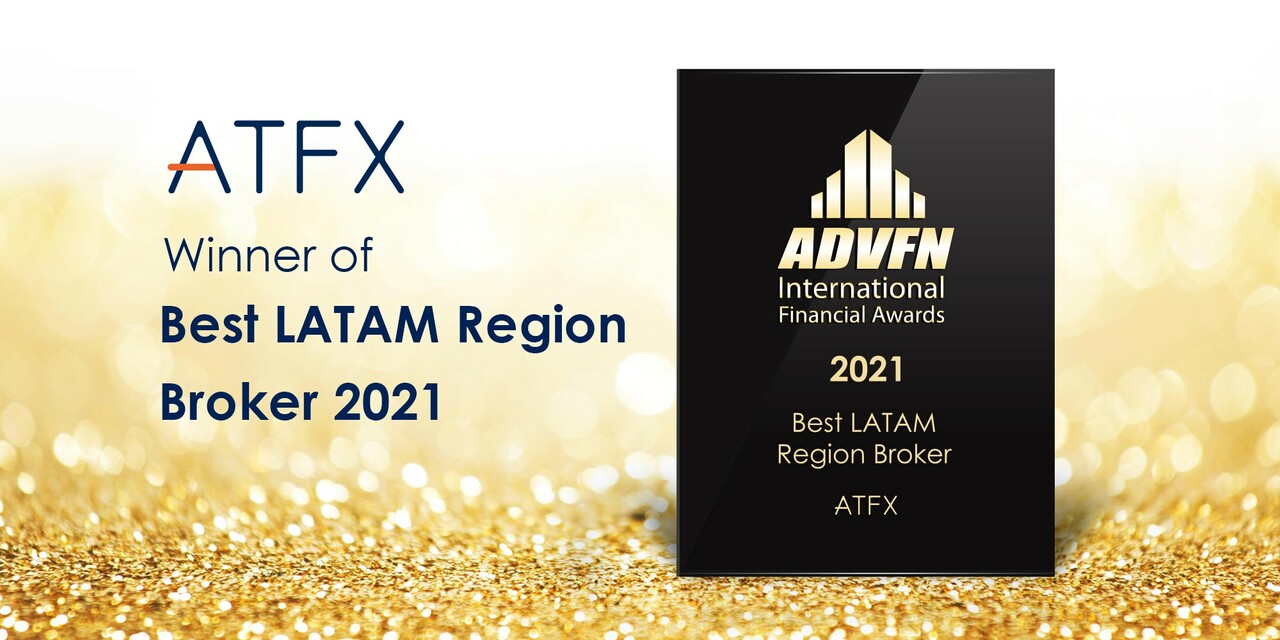 ATFX
Winner of
Best LATAM Region
Broker 2021
ADVFN
International
Financial Awards
2021
Best LATAM
Region Broker
ATFX